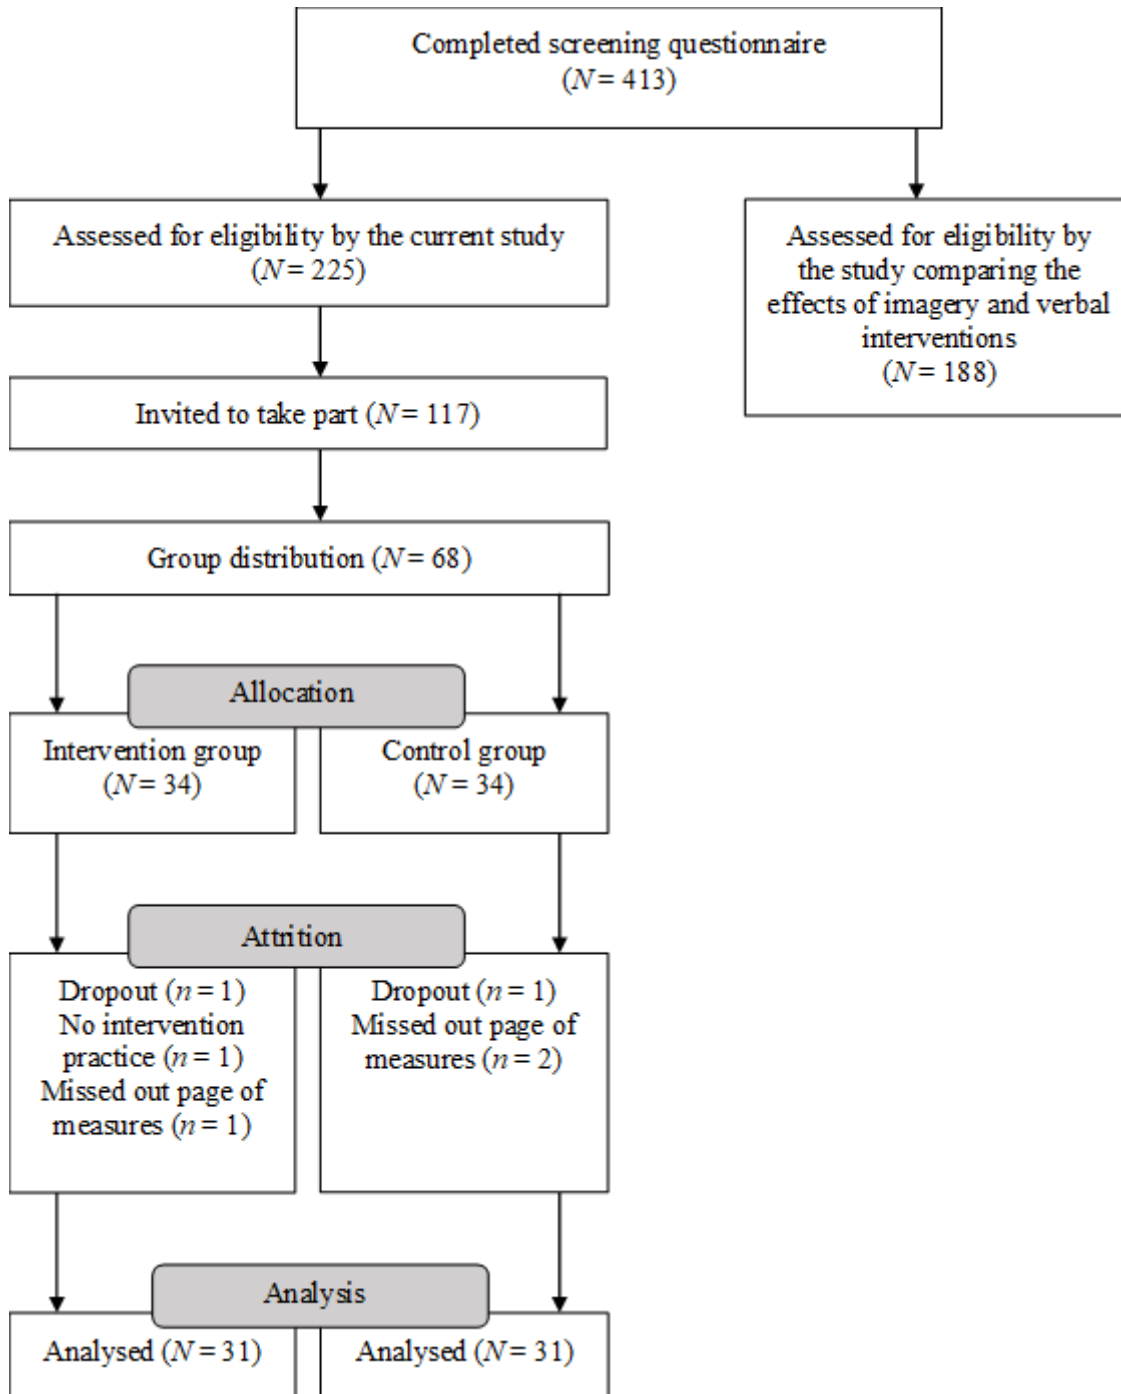 Completed screening questionnaire
(N = 413)
Assessed for eligibility by the current study
(N = 225)
Assessed for eligibility by
the study comparing the
effects of imagery and verbal
interventions
(N = 188)
Invited to take part (N = 117)
Group distribution (N = 68)
Allocation
Intervention group
(N = 34)
Control group
(N = 34)
Attrition
Dropout (n = 1)
No intervention
practice (n = 1)
Missed out page of
measures (n = 1)
Dropout (n = 1)
Missed out page of
measures (n = 2)
Analysis
Analysed (N = 31)
Analysed (N = 31)